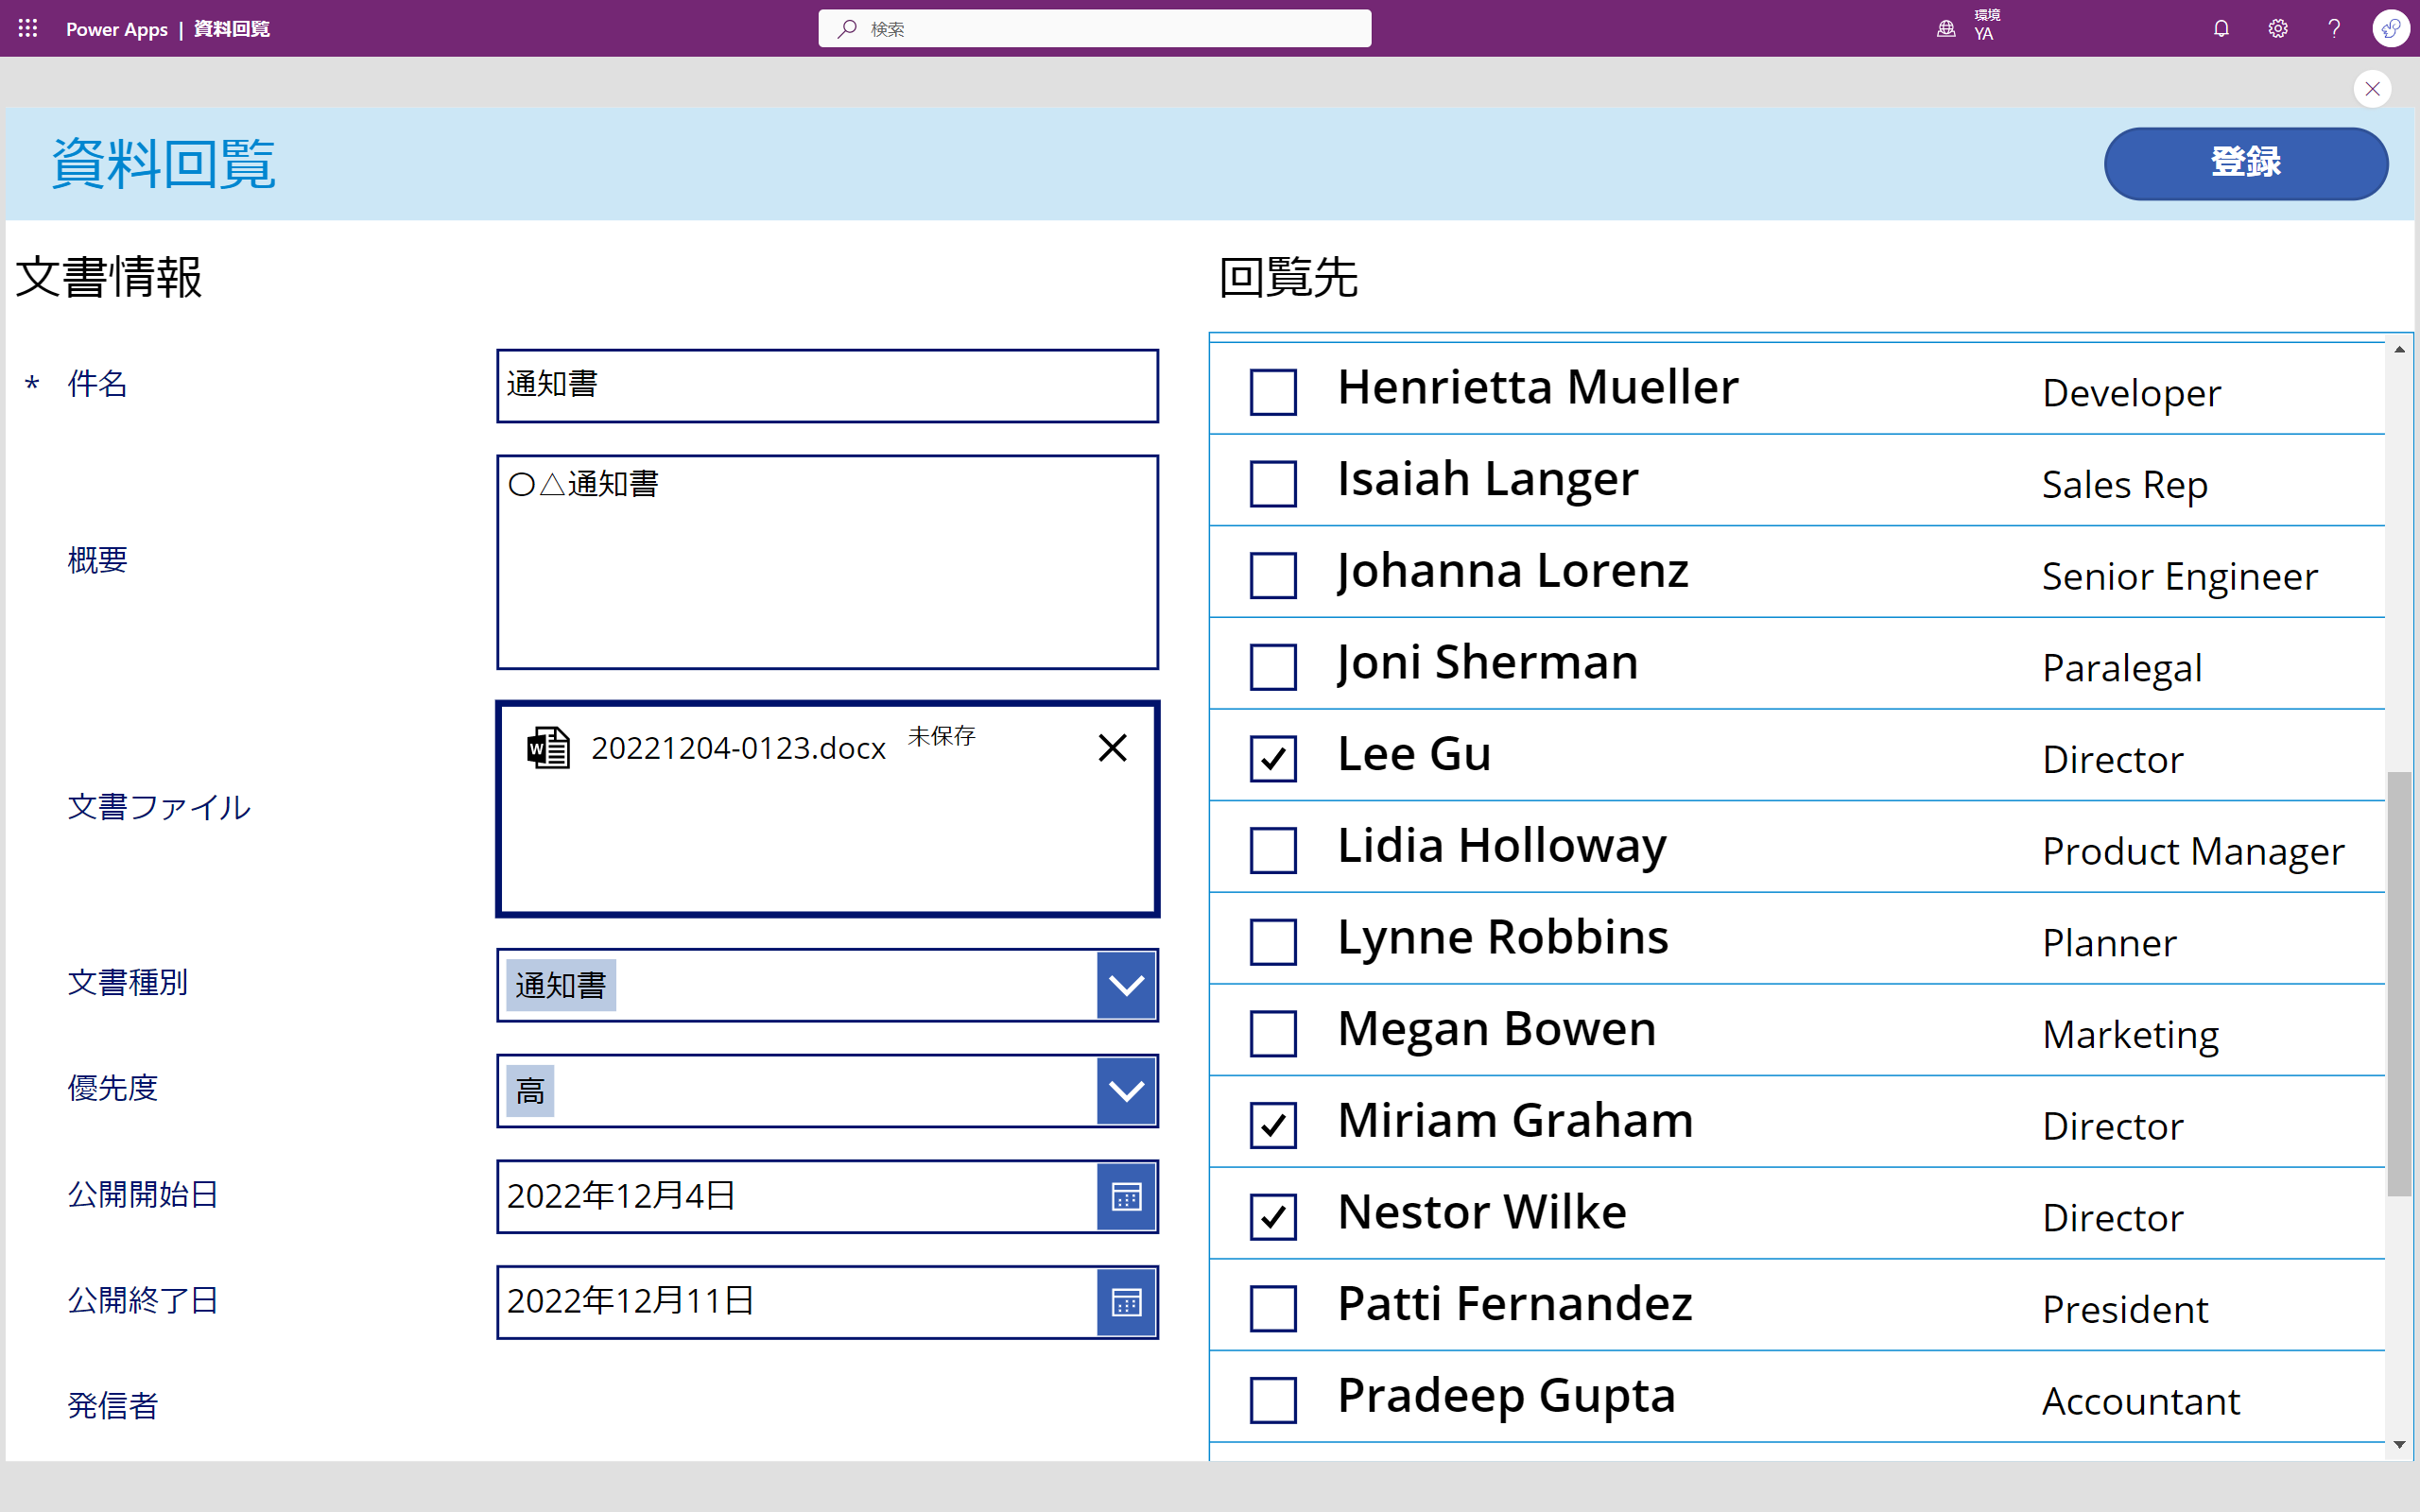 Power Apps | 資料回覧
検索
環境
YA
資料回覧
登録
文書情報
* 件名
通知書
概要
〇△通知書
文書ファイル
20221204-0123.docx 未保存
文書種別
通知書
優先度
高
公開開始日
2022年12月4日
公開終了日
2022年12月11日
発信者
回覧先
Henrietta Mueller Developer
Isaiah Langer Sales Rep
Johanna Lorenz Senior Engineer
Joni Sherman Paralegal
Lee Gu Director
Lidia Holloway Product Manager
Lynne Robbins Planner
Megan Bowen Marketing
Miriam Graham Director
Nestor Wilke Director
Patti Fernandez President
Pradeep Gupta Accountant